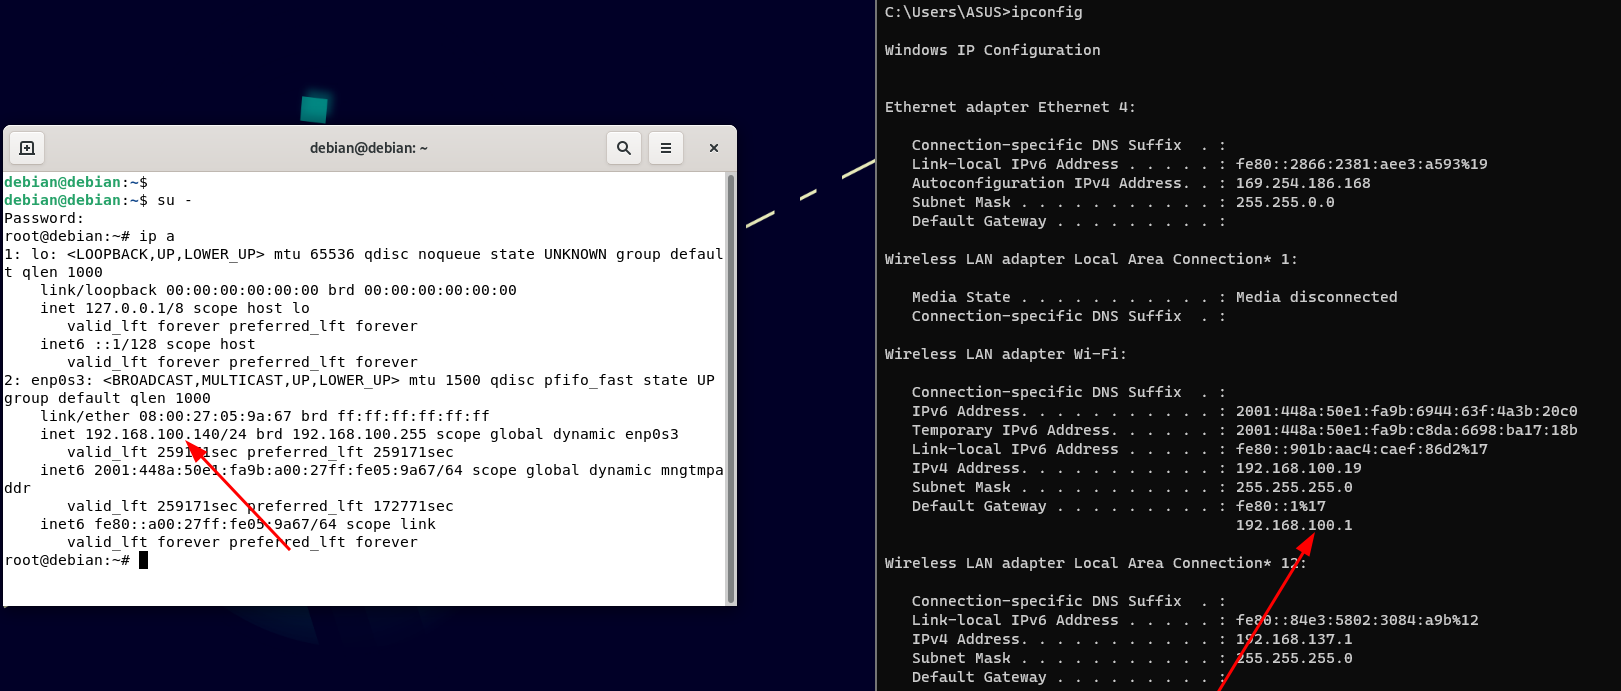 debian@debian: ~
debian@debian:~$
debian@debian:~$ su -
Password:
root@debian:~# ip a
1: lo: <LOOPBACK,UP,LOWER_UP> mtu 65536 qdisc noqueue state UNKNOWN group defaul
t qlen 1000
    link/loopback 00:00:00:00:00:00 brd 00:00:00:00:00:00
    inet 127.0.0.1/8 scope host lo
       valid_lft forever preferred_lft forever
    inet6 ::1/128 scope host
       valid_lft forever preferred_lft forever
2: enp0s3: <BROADCAST,MULTICAST,UP,LOWER_UP> mtu 1500 qdisc pfifo_fast state UP
group default qlen 1000
    link/ether 08:00:27:05:9a:67 brd ff:ff:ff:ff:ff:ff
    inet 192.168.100.140/24 brd 192.168.100.255 scope global dynamic enp0s3
       valid_lft 259171sec preferred_lft 259171sec
    inet6 2001:448a:50e1:fa9b:a00:27ff:fe05:9a67/64 scope global dynamic mngtmpa
ddr
       valid_lft 259171sec preferred_lft 172771sec
    inet6 fe80::a00:27ff:fe05:9a67/64 scope link
       valid_lft forever preferred_lft forever
root@debian:~#
C:\Users\ASUS>ipconfig
Windows IP Configuration
Ethernet adapter Ethernet 4:
   Connection-specific DNS Suffix  . :
   Link-local IPv6 Address . . . . . : fe80::2866:2381:aee3:a593%19
   Autoconfiguration IPv4 Address. . : 169.254.186.168
   Subnet Mask . . . . . . . . . . . : 255.255.0.0
   Default Gateway . . . . . . . . . :
Wireless LAN adapter Local Area Connection* 1:
   Media State . . . . . . . . . . . : Media disconnected
   Connection-specific DNS Suffix  . :
Wireless LAN adapter Wi-Fi:
   Connection-specific DNS Suffix  . :
   IPv6 Address. . . . . . . . . . . : 2001:448a:50e1:fa9b:6944:63f:4a3b:20c0
   Temporary IPv6 Address. . . . . . : 2001:448a:50e1:fa9b:c8da:6698:ba17:18b
   Link-local IPv6 Address . . . . . : fe80::901b:aac4:caef:86d2%17
   IPv4 Address. . . . . . . . . . . : 192.168.100.19
   Subnet Mask . . . . . . . . . . . : 255.255.255.0
   Default Gateway . . . . . . . . . : fe80::1%17
                                       192.168.100.1
Wireless LAN adapter Local Area Connection* 12:
   Connection-specific DNS Suffix  . :
   Link-local IPv6 Address . . . . . : fe80::84e3:5802:3084:a9b%12
   IPv4 Address. . . . . . . . . . . : 192.168.137.1
   Subnet Mask . . . . . . . . . . . : 255.255.255.0
   Default Gateway . . . . . . . . . :